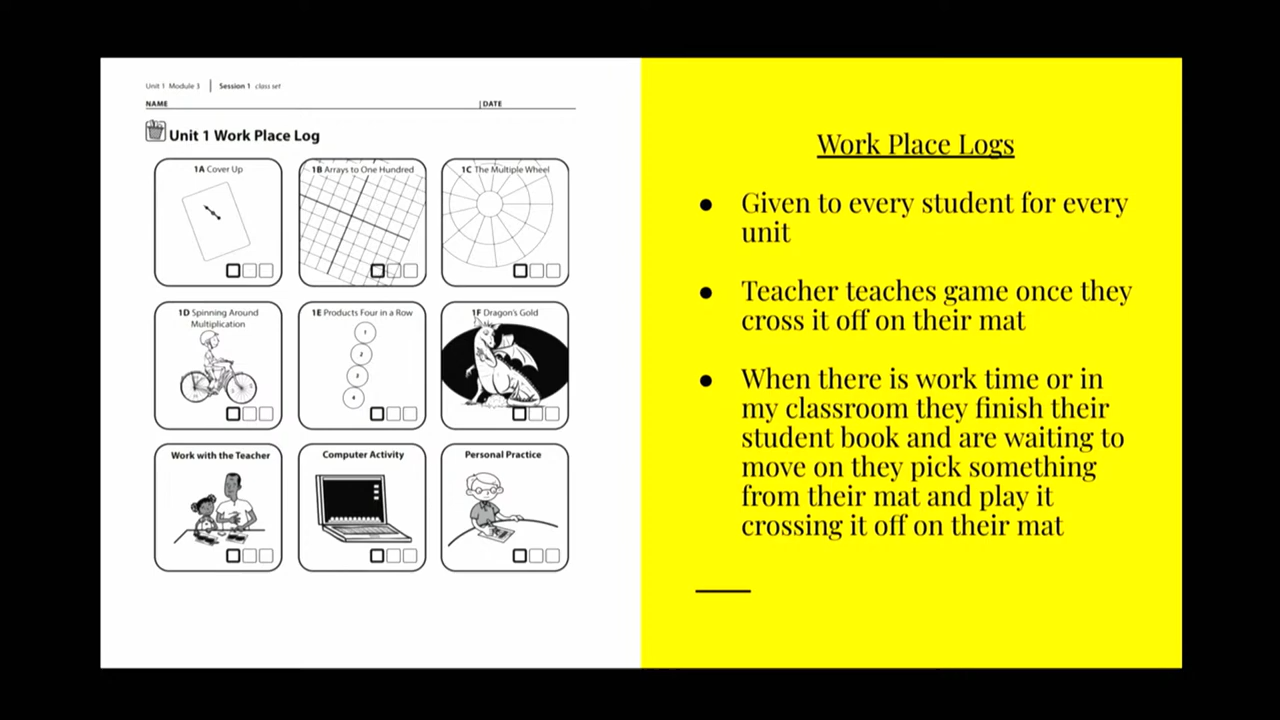 Unit 1 Module 3 | Session 1 class set
NAME | DATE
Unit 1 Work Place Log
1A Cover Up
1B Arrays to One Hundred
1C The Multiple Wheel
1D Spinning Around
Multiplication
1E Products Four in a Row
1
2
3
4
1F Dragon's Gold
Work with the Teacher
Computer Activity
Personal Practice
Work Place Logs
● Given to every student for every
unit
● Teacher teaches game once they
cross it off on their mat
● When there is work time or in
my classroom they finish their
student book and are waiting to
move on they pick something
from their mat and play it
crossing it off on their mat